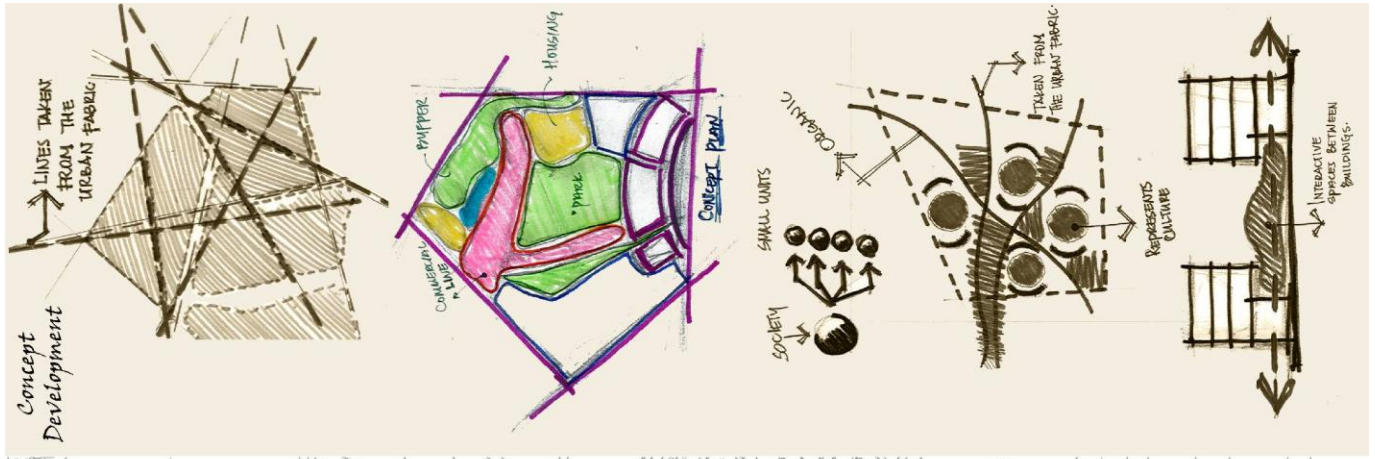 Concept
Development
LINES TAKEN
FROM THE
URBAN FABRIC
BUFFER
HOUSING
COMMERCIAL
PARK
CONCEPT PLAN
SOCIETY
SMALL UNITS
ORGANIC
TAKEN FROM
THE URBAN FABRIC.
REPRESENTS
CULTURE
INTERACTIVE
SPACES BETWEEN
BUILDINGS.